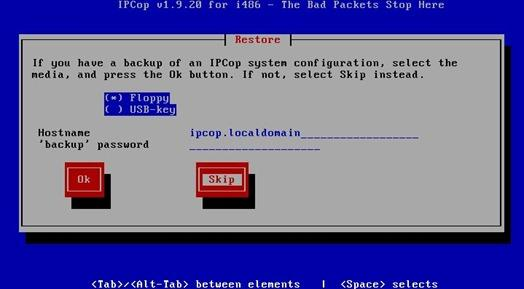 IPCop v1.9.20 for i486 - The Bad Packets Stop Here
Restore
If you have a backup of an IPCop system configuration, select the
media, and press the Ok button. If not, select Skip instead.
(*) Floppy
( ) USB-key
Hostname ipcop.localdomain__________________
'backup' password ____________________
Ok Skip
<Tab>/<Alt-Tab> between elements | <Space> selects